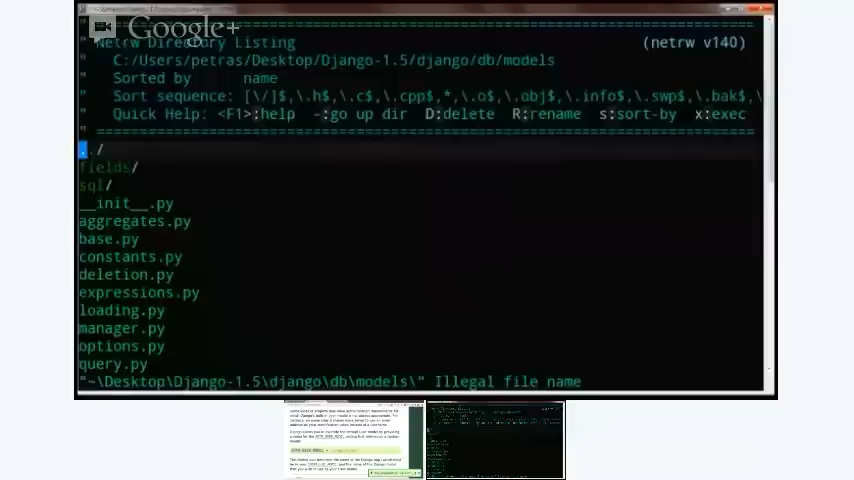 Google+
" ============================================================================
" Netrw Directory Listing                                        (netrw v140)
"   C:/Users/petras/Desktop/Django-1.5/django/db/models
"   Sorted by      name
"   Sort sequence: [\/]$,\.h$,\.c$,\.cpp$,*,\.o$,\.obj$,\.info$,\.swp$,\.bak$,\
"   Quick Help: <F1>:help  -:go up dir  D:delete  R:rename  s:sort-by  x:exec
" ============================================================================
../
fields/
sql/
__init__.py
aggregates.py
base.py
constants.py
deletion.py
expressions.py
loading.py
manager.py
options.py
query.py
"~\Desktop\Django-1.5\django\db\models\" Illegal file name